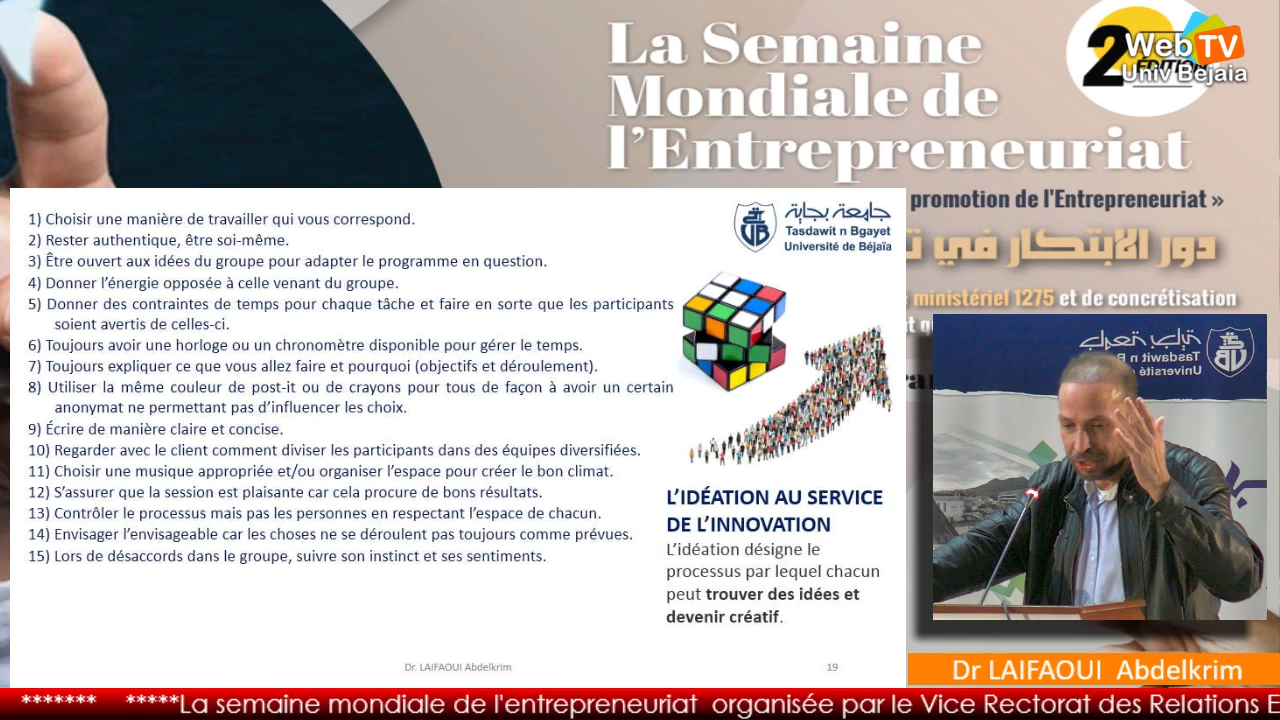 La Semaine
Mondiale de
l'Entrepreneuriat
2
ÉDITION
Web TV
Univ Bejaia
promotion de l'Entrepreneuriat »
دور الابتكار في
ministériel 1275 et de concrétisation
1) Choisir une manière de travailler qui vous correspond.
2) Rester authentique, être soi-même.
3) Être ouvert aux idées du groupe pour adapter le programme en question.
4) Donner l'énergie opposée à celle venant du groupe.
5) Donner des contraintes de temps pour chaque tâche et faire en sorte que les participants
soient avertis de celles-ci.
6) Toujours avoir une horloge ou un chronomètre disponible pour gérer le temps.
7) Toujours expliquer ce que vous allez faire et pourquoi (objectifs et déroulement).
8) Utiliser la même couleur de post-it ou de crayons pour tous de façon à avoir un certain
anonymat ne permettant pas d'influencer les choix.
9) Écrire de manière claire et concise.
10) Regarder avec le client comment diviser les participants dans des équipes diversifiées.
11) Choisir une musique appropriée et/ou organiser l'espace pour créer le bon climat.
12) S'assurer que la session est plaisante car cela procure de bons résultats.
13) Contrôler le processus mais pas les personnes en respectant l'espace de chacun.
14) Envisager l'envisageable car les choses ne se déroulent pas toujours comme prévues.
15) Lors de désaccords dans le groupe, suivre son instinct et ses sentiments.
جامعة بجاية
Tasdawit n Bgayet
Université de Béjaïa
L'IDÉATION AU SERVICE
DE L'INNOVATION
L'idéation désigne le
processus par lequel chacun
peut trouver des idées et
devenir créatif.
Dr. LAIFAOUI Abdelkrim
19
Tasdawit n B
Université
Dr LAIFAOUI Abdelkrim
******* *****La semaine mondiale de l'entrepreneuriat organisée par le Vice Rectorat des Relations E